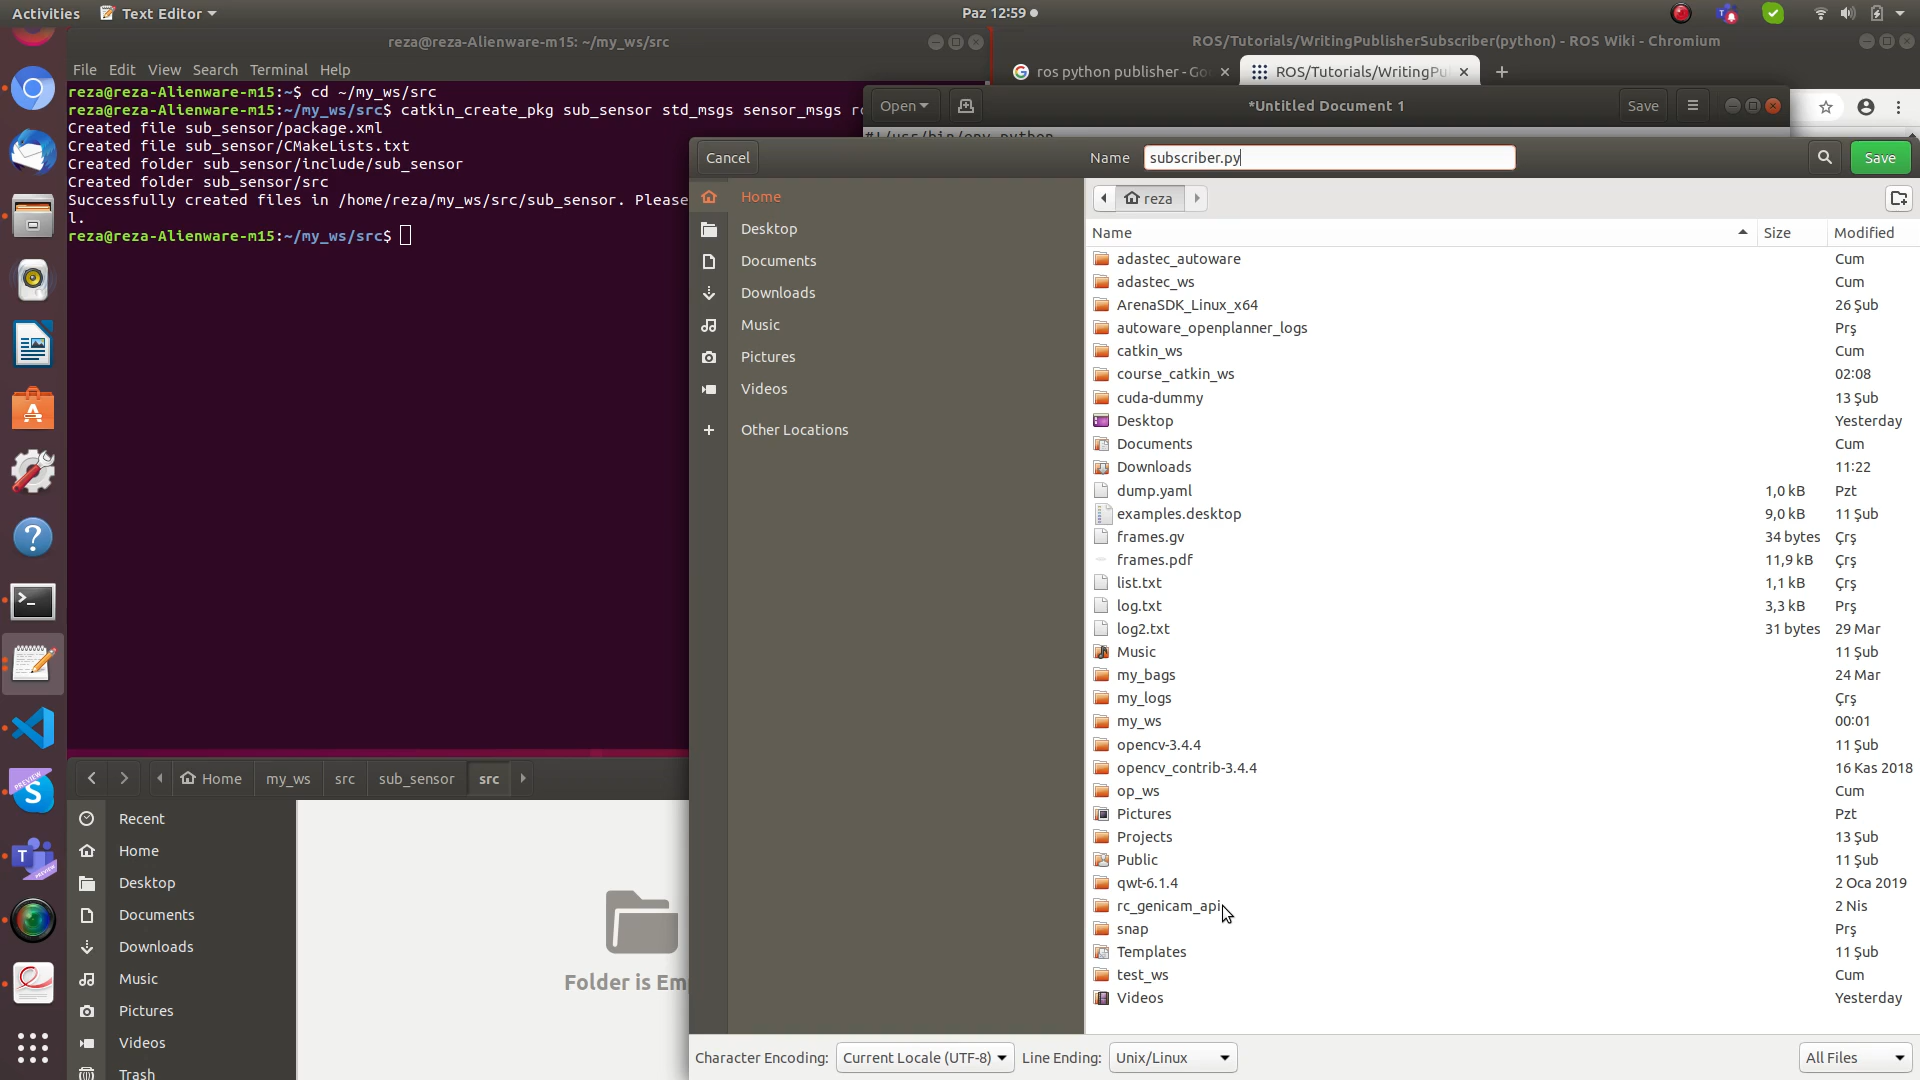 Activities
Text Editor
Paz 12:59
reza@reza-Alienware-m15: ~/my_ws/src
File Edit View Search Terminal Help
reza@reza-Alienware-m15:~$ cd ~/my_ws/src
reza@reza-Alienware-m15:~/my_ws/src$ catkin_create_pkg sub_sensor std_msgs sensor_msgs
Created file sub_sensor/package.xml
Created file sub_sensor/CMakeLists.txt
Created folder sub_sensor/include/sub_sensor
Created folder sub_sensor/src
Successfully created files in /home/reza/my_ws/src/sub_sensor. Please
l.
reza@reza-Alienware-m15:~/my_ws/src$
ROS/Tutorials/WritingPublisherSubscriber(python) - ROS Wiki - Chromium
ros python publisher - Go
ROS/Tutorials/WritingPu
Open
*Untitled Document 1
Save
#!/usr/bin/env python
Cancel
Name
subscriber.py
Save
Home
Desktop
Documents
Downloads
Music
Pictures
Videos
Other Locations
reza
Name Size Modified
adastec_autoware Cum
adastec_ws Cum
ArenaSDK_Linux_x64 26 Şub
autoware_openplanner_logs Prş
catkin_ws Cum
course_catkin_ws 02:08
cuda-dummy 13 Şub
Desktop Yesterday
Documents Cum
Downloads 11:22
dump.yaml 1,0 kB Pzt
examples.desktop 9,0 kB 11 Şub
frames.gv 34 bytes Çrş
frames.pdf 11,9 kB Çrş
list.txt 1,1 kB Çrş
log.txt 3,3 kB Prş
log2.txt 31 bytes 29 Mar
Music 11 Şub
my_bags 24 Mar
my_logs Çrş
my_ws 00:01
opencv-3.4.4 11 Şub
opencv_contrib-3.4.4 16 Kas 2018
op_ws Cum
Pictures Pzt
Projects 13 Şub
Public 11 Şub
qwt-6.1.4 2 Oca 2019
rc_genicam_api 2 Nis
snap Prş
Templates 11 Şub
test_ws Cum
Videos Yesterday
Character Encoding: Current Locale (UTF-8) Line Ending: Unix/Linux
All Files
Home my_ws src sub_sensor src
Recent
Home
Desktop
Documents
Downloads
Music
Pictures
Videos
Trash
Folder is Em